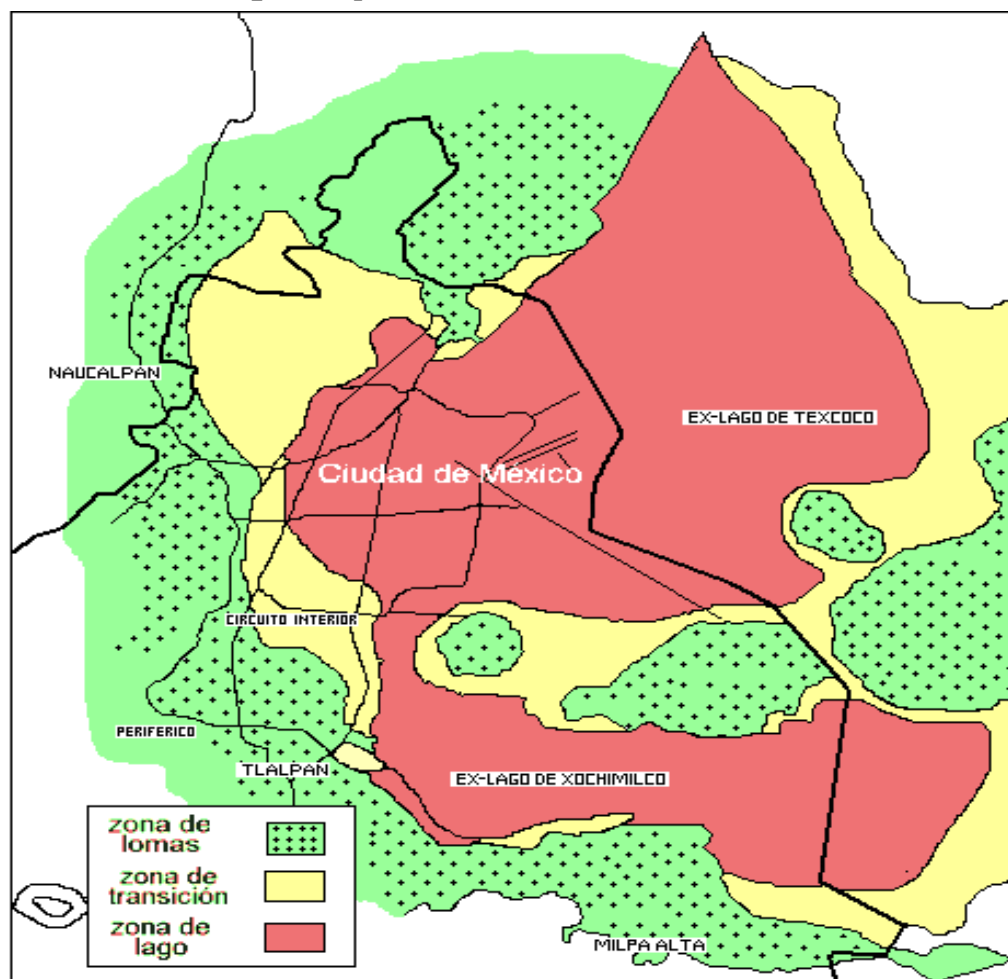 NAUCALPAN
EX-LAGO DE TEXCOCO
Ciudad de México
CIRCUITO INTERIOR
PERIFERICO
TLALPAN
EX-LAGO DE XOCHIMILCO
zona de
lomas
zona de
transición
zona de
lago
MILPA ALTA